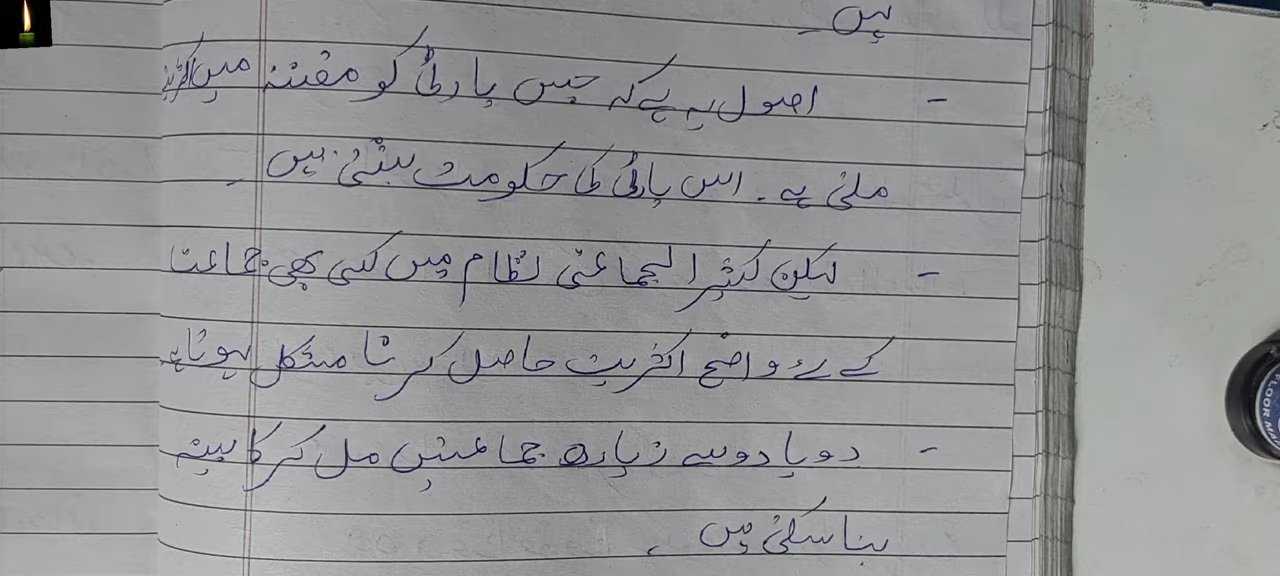 ہیں
- اصول یہ ہے کہ جس پارٹی کو مقننہ میں اکثریت
ملتی ہے۔ اس پارٹی کی حکومت بنتی ہیں۔
- لیکن کثیر الجماعتی نظام میں کسی بھی جماعت
کے لئے واضح اکثریت حاصل کرنا مشکل ہوتا ہے
- دو یا دو سے زیادہ جماعتیں مل کر کابینہ
بنا سکتی ہیں۔
FLOOR